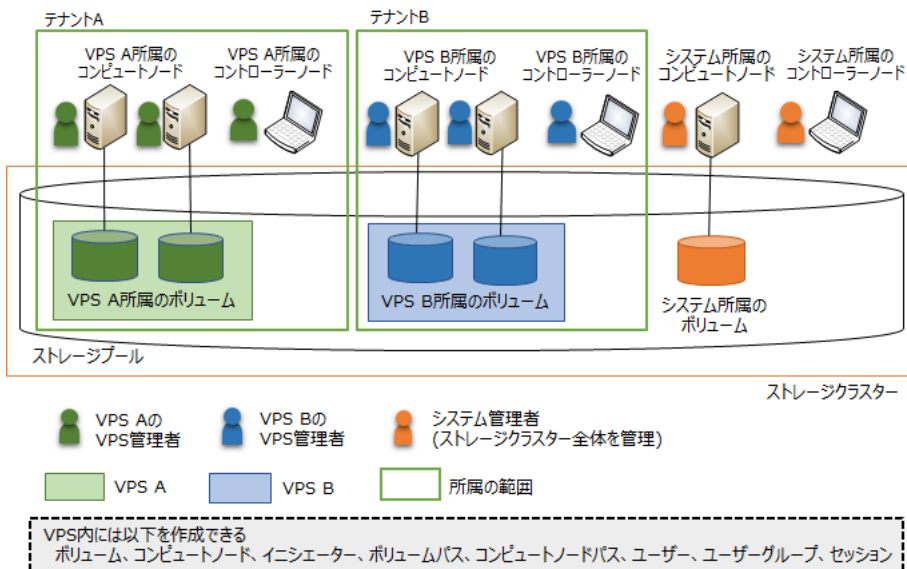 テナントA
テナントB
VPS A所属の
コンピュートノード
VPS A所属の
コントローラーノード
VPS B所属の
コンピュートノード
VPS B所属の
コントローラーノード
システム所属の
コンピュートノード
システム所属の
コントローラーノード
VPS A所属のボリューム
VPS B所属のボリューム
システム所属の
ボリューム
ストレージプール
ストレージクラスター
VPS Aの
VPS管理者
VPS Bの
VPS管理者
システム管理者
(ストレージクラスター全体を管理)
VPS A
VPS B
所属の範囲
VPS内には以下を作成できる
ボリューム、コンピュートノード、イニシエーター、ボリュームパス、コンピュートノードパス、ユーザー、ユーザーグループ、セッション